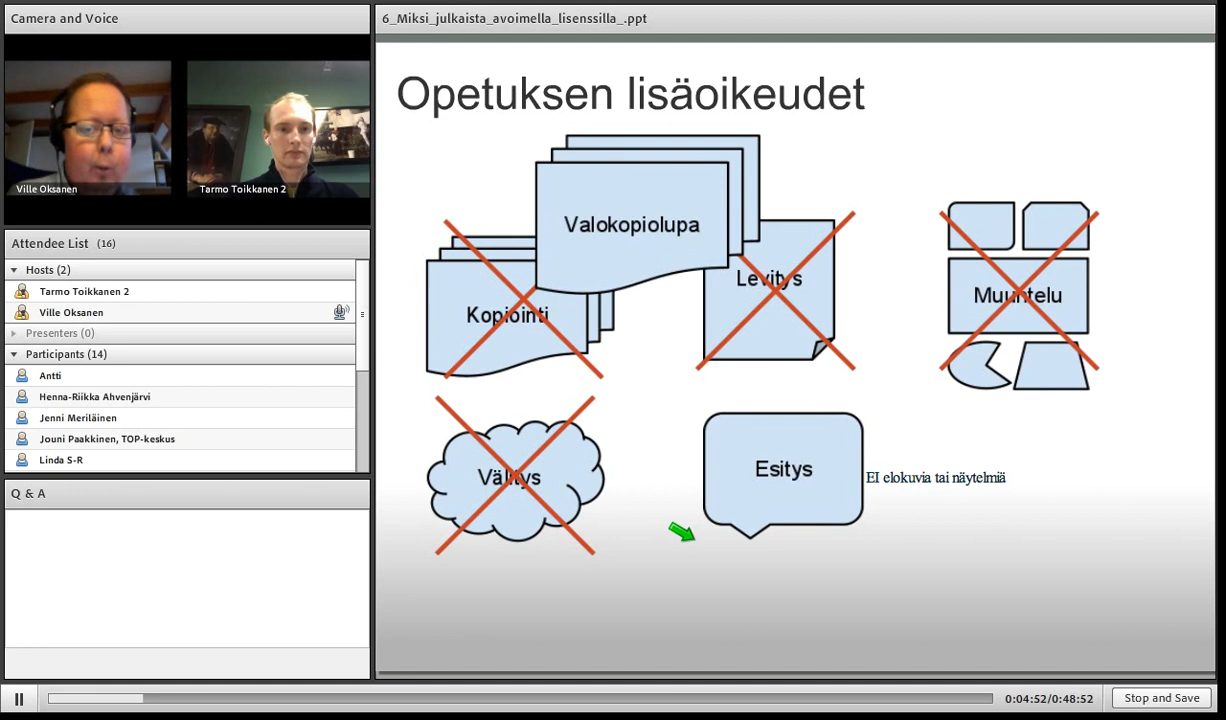 Camera and Voice
Ville Oksanen
Tarmo Toikkanen 2
Attendee List (16)
Hosts (2)
Tarmo Toikkanen 2
Ville Oksanen
Presenters (0)
Participants (14)
Antti
Henna-Riikka Ahvenjärvi
Jenni Meriläinen
Jouni Paakkinen, TOP-keskus
Linda S-R
Q & A
6_Miksi_julkaista_avoimella_lisenssilla_.ppt
Opetuksen lisäoikeudet
Valokopiolupa
Kopiointi
Levitys
Muuntelu
Välitys
Esitys
EI elokuvia tai näytelmiä
0:04:52/0:48:52
Stop and Save